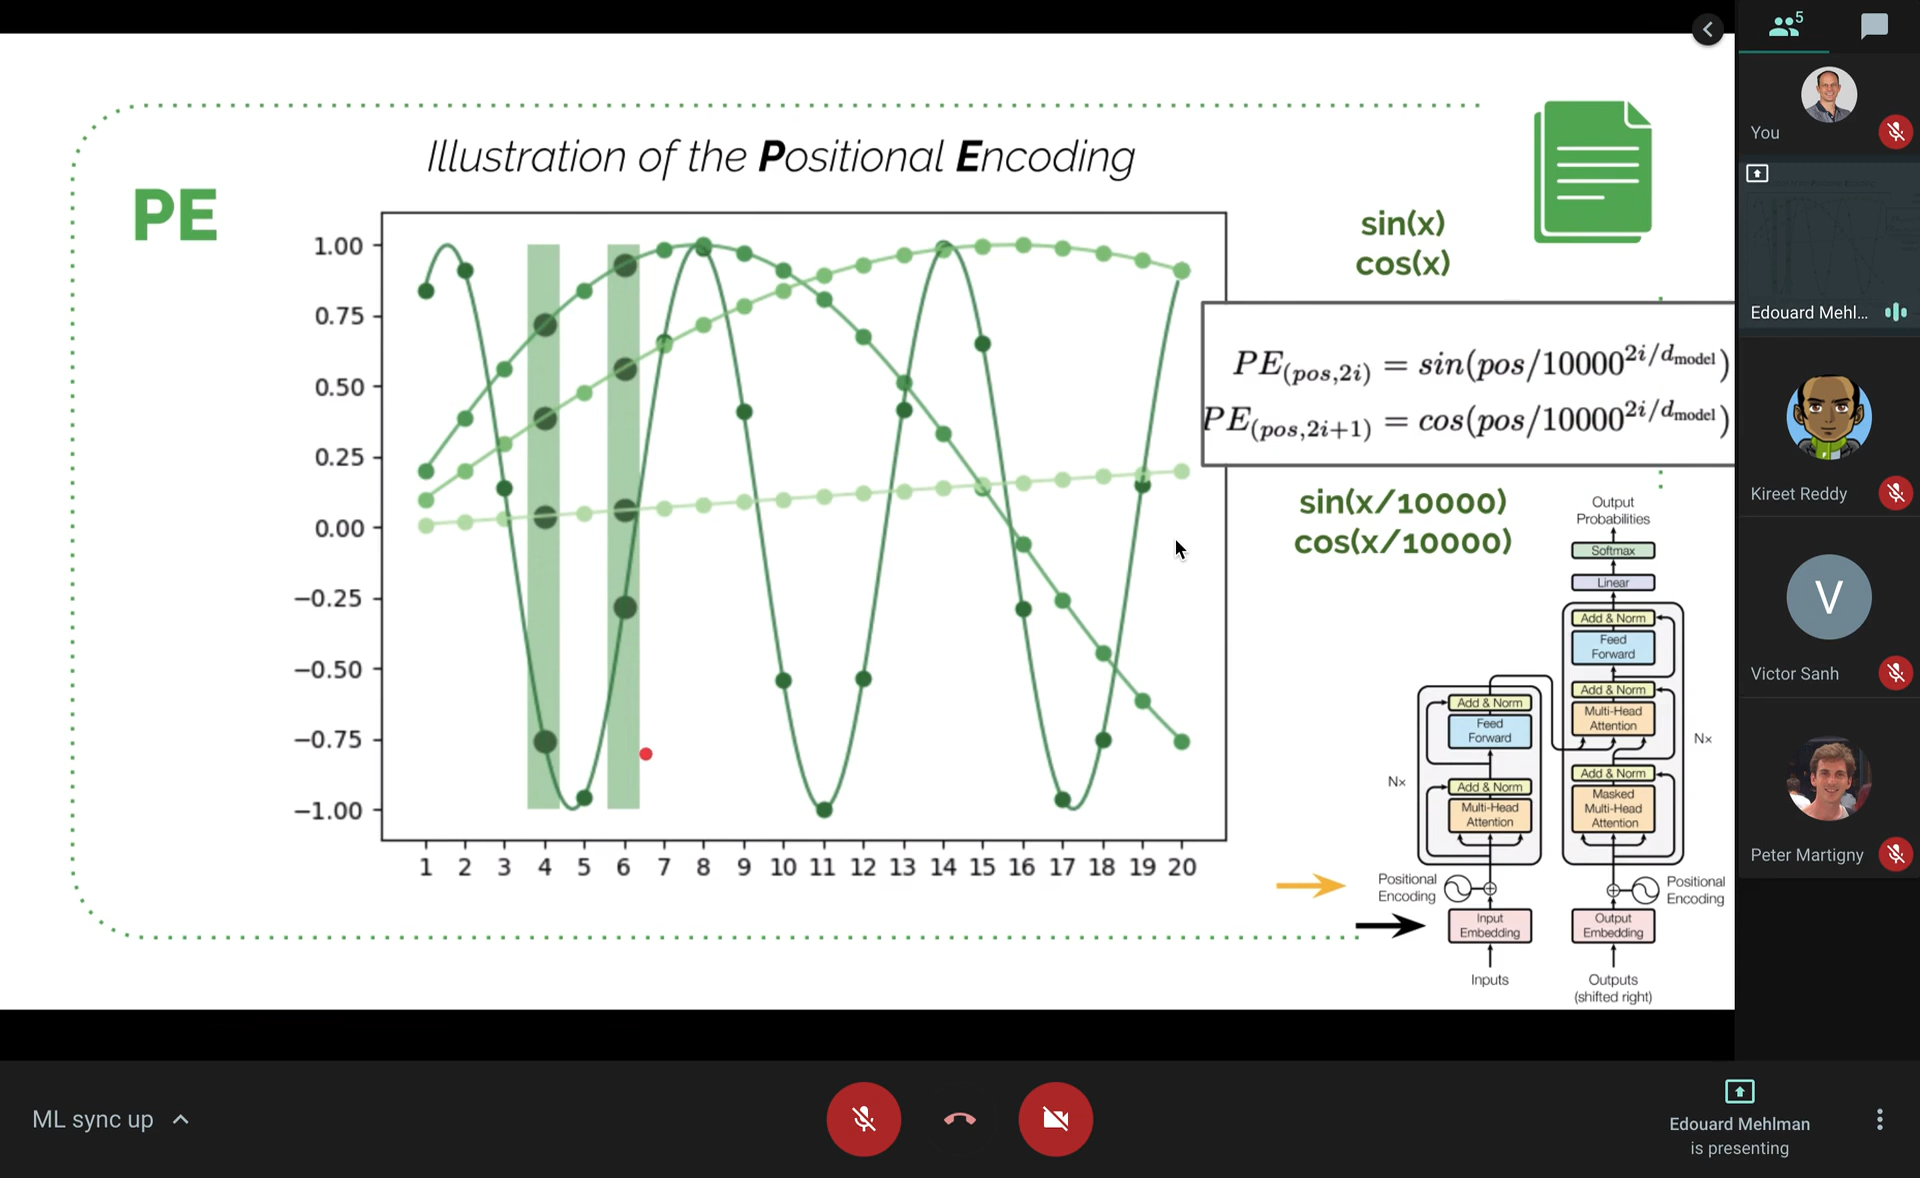 Illustration of the Positional Encoding
PE
sin(x)
cos(x)
1.00
0.75
0.50
0.25
0.00
−0.25
−0.50
−0.75
−1.00
1 2 3 4 5 6 7 8 9 10 11 12 13 14 15 16 17 18 19 20
PE(pos,2i) = sin(pos/10000^2i/dmodel)
PE(pos,2i+1) = cos(pos/10000^2i/dmodel)
sin(x/10000)
cos(x/10000)
Output
Probabilities
Softmax
Linear
Add & Norm
Feed
Forward
Add & Norm
Multi-Head
Attention
Nx
Add & Norm
Masked
Multi-Head
Attention
Add & Norm
Feed
Forward
Nx
Add & Norm
Multi-Head
Attention
Positional
Encoding
Positional
Encoding
Input
Embedding
Output
Embedding
Inputs
Outputs
(shifted right)
5
You
Edouard Mehl...
Kireet Reddy
V
Victor Sanh
Peter Martigny
ML sync up
Edouard Mehlman
is presenting